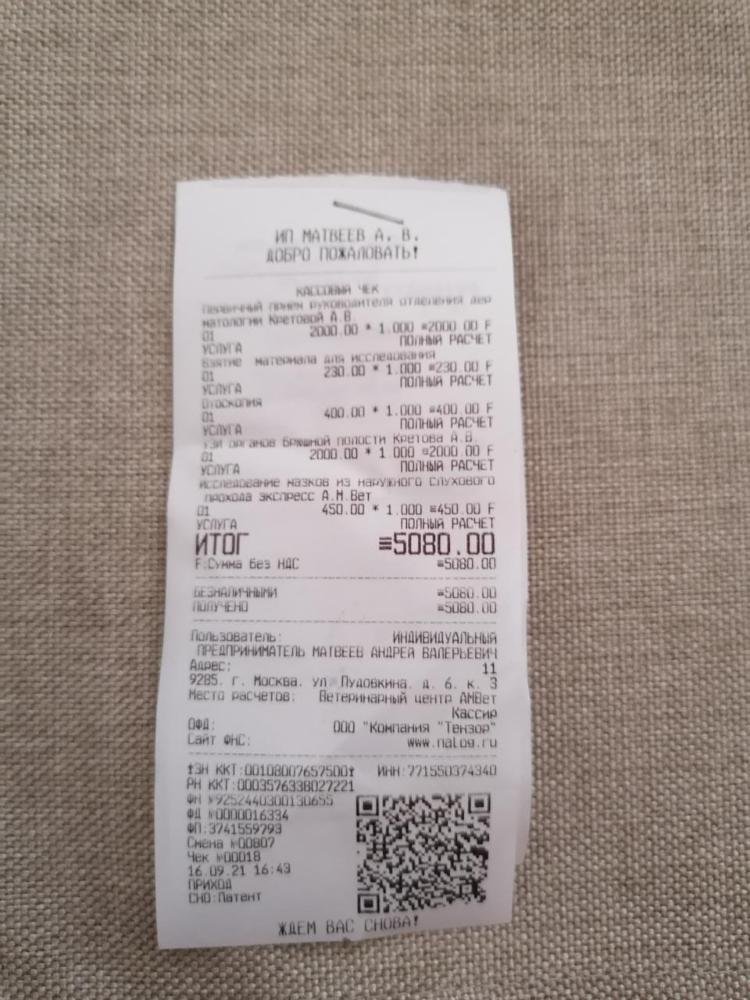 ИП МАТВЕЕВ А. В.
ДОБРО ПОЖАЛОВАТЬ!
КАССОВЫЙ ЧЕК
Первичный прием руководителя отделения дер
матологии Кретовой А.В.
01 2000.00 * 1.000 ≡2000.00 F
УСЛУГА ПОЛНЫЙ РАСЧЕТ
Взятие материала для исследования
01 230.00 * 1.000 ≡230.00 F
УСЛУГА ПОЛНЫЙ РАСЧЕТ
Отоскопия
01 400.00 * 1.000 ≡400.00 F
УСЛУГА ПОЛНЫЙ РАСЧЕТ
УЗИ органов брюшной полости Кретова А.В.
01 2000.00 * 1.000 ≡2000.00 F
УСЛУГА ПОЛНЫЙ РАСЧЕТ
Исследование мазков из наружного слухового
прохода экспресс А.М.Вет
01 450.00 * 1.000 ≡450.00 F
УСЛУГА ПОЛНЫЙ РАСЧЕТ
ИТОГ ≡5080.00
F:Сумма без НДС ≡5080.00
БЕЗНАЛИЧНЫМИ ≡5080.00
ПОЛУЧЕНО ≡5080.00
Пользователь: ИНДИВИДУАЛЬНЫЙ
ПРЕДПРИНИМАТЕЛЬ МАТВЕЕВ АНДРЕЙ ВАЛЕРЬЕВИЧ
Адрес: 11
9285, г. Москва, ул. Пудовкина, д. 6, к. 3
Место расчетов: Ветеринарный центр АМВет
Кассир
ОФД: ООО "Компания "Тензор"
Сайт ФНС: www.nalog.ru
ЗН ККТ:00108007657500 ИНН:771550374340
РН ККТ:0003576338027221
ФН №9252440300130655
ФД №0000016334
ФП:3741559793
Смена №00807
Чек №00018
16.09.21 16:43
ПРИХОД
СНО:Патент
ЖДЕМ ВАС СНОВА!